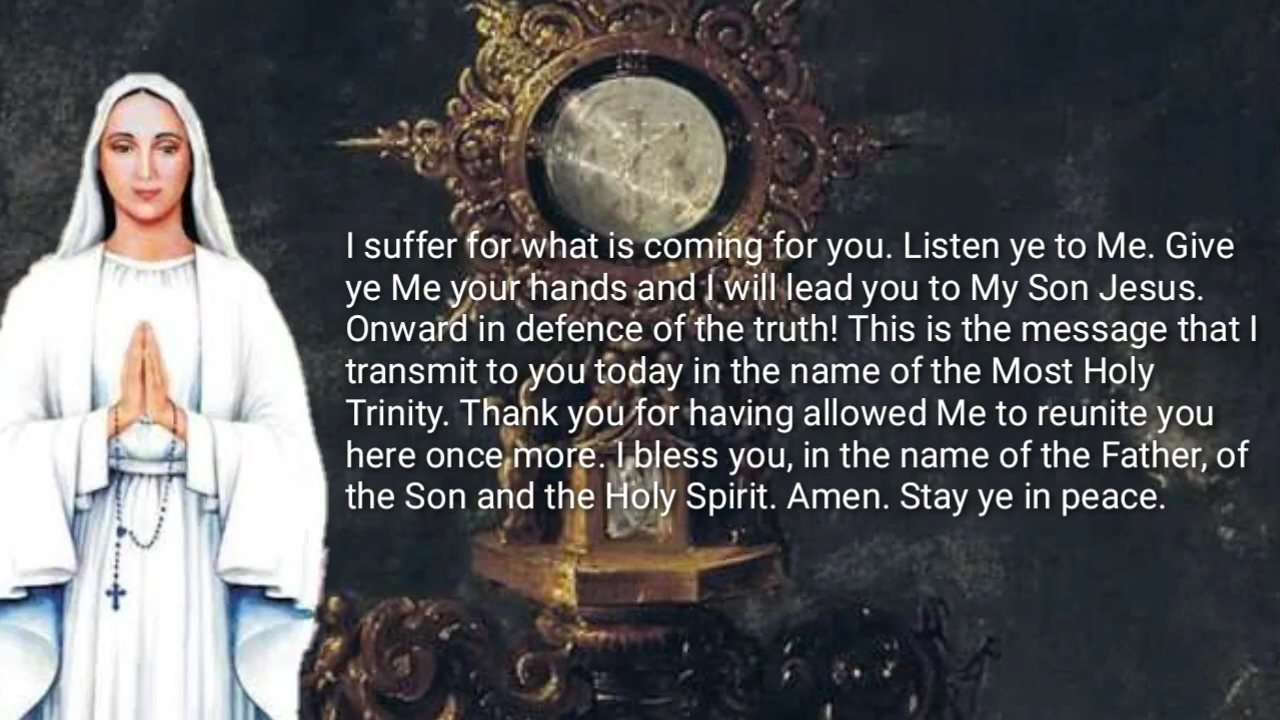 I suffer for what is coming for you. Listen ye to Me. Give
ye Me your hands and I will lead you to My Son Jesus.
Onward in defence of the truth! This is the message that I
transmit to you today in the name of the Most Holy
Trinity. Thank you for having allowed Me to reunite you
here once more. I bless you, in the name of the Father, of
the Son and the Holy Spirit. Amen. Stay ye in peace.